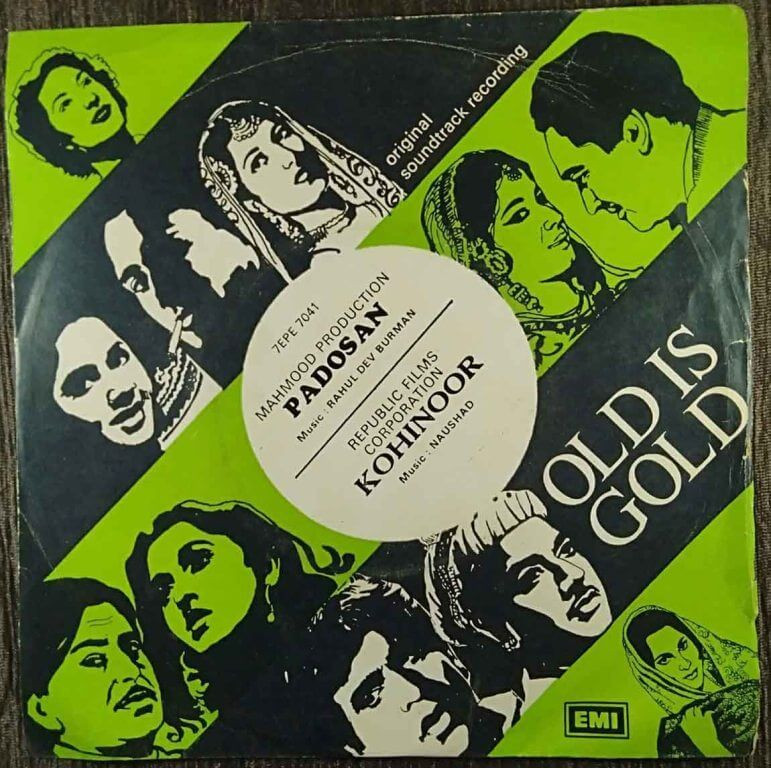 original
soundtrack recording
7EPE 7041
MAHMOOD PRODUCTION
PADOSAN
Music : RAHUL DEV BURMAN
REPUBLIC FILMS
CORPORATION
KOHINOOR
Music : NAUSHAD
OLD IS
GOLD
EMI